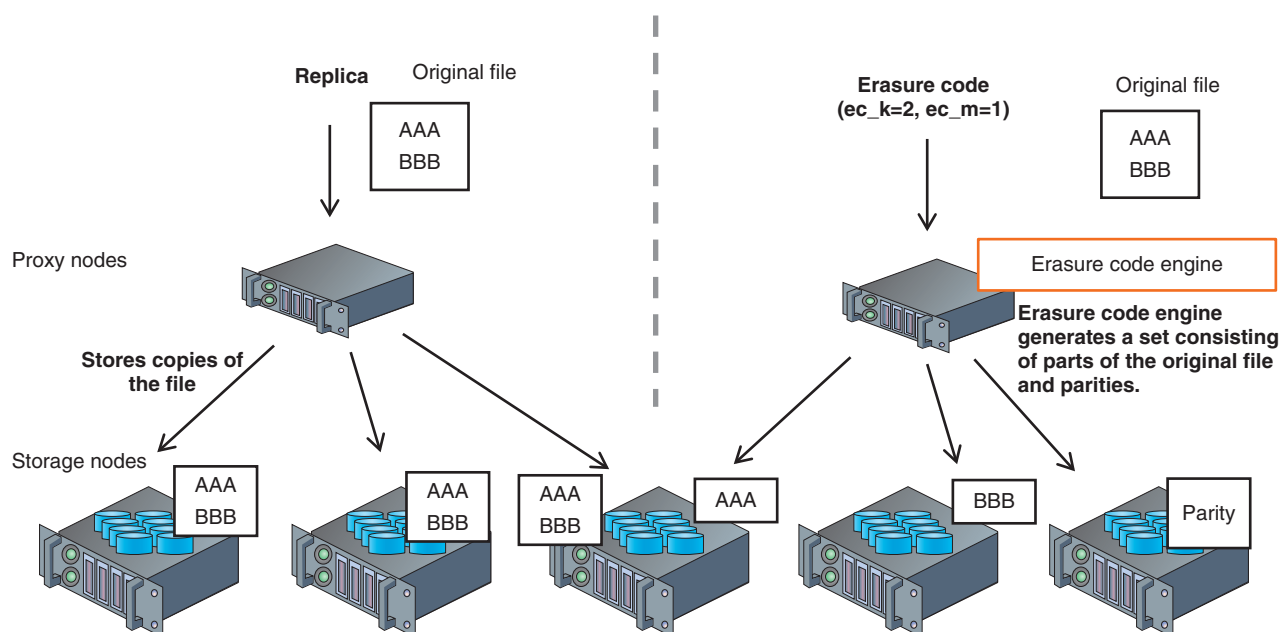 Replica
Original file
AAA
BBB
Erasure code
(ec_k=2, ec_m=1)
Original file
AAA
BBB
Proxy nodes
Erasure code engine
Erasure code engine
generates a set consisting
of parts of the original file
and parities.
Stores copies of
the file
Storage nodes
AAA
BBB
AAA
BBB
AAA
BBB
AAA
BBB
Parity